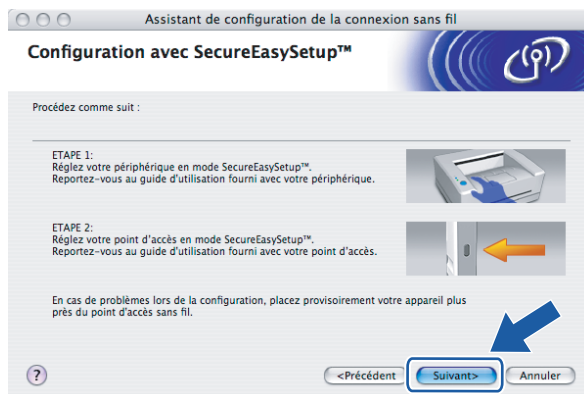 Assistant de configuration de la connexion sans fil
Configuration avec SecureEasySetup™
Procédez comme suit :
ETAPE 1:
Réglez votre périphérique en mode SecureEasySetup™.
Reportez-vous au guide d'utilisation fourni avec votre périphérique.
ETAPE 2:
Réglez votre point d'accès en mode SecureEasySetup™.
Reportez-vous au guide d'utilisation fourni avec votre point d'accès.
En cas de problèmes lors de la configuration, placez provisoirement votre appareil plus
près du point d'accès sans fil.
? <Précédent Suivant> Annuler